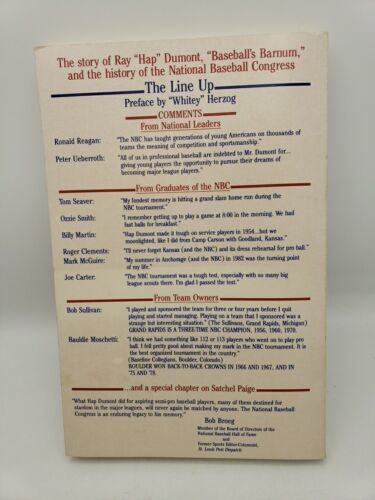 The story of Ray "Hap" Dumont, "Baseball's Barnum,"
and the history of the National Baseball Congress
The Line Up
Preface by "Whitey" Herzog
COMMENTS
From National Leaders
Ronald Reagan: "The NBC has taught generations of young Americans on thousands of
teams the meaning of competition and sportsmanship."
Peter Ueberroth: "All of us in professional baseball are indebted to Mr. Dumont for...
giving young players the opportunity to pursue their dreams of
becoming major league players."
From Graduates of the NBC
Tom Seaver: "My fondest memory is hitting a grand slam home run during the
NBC tournament."
Ozzie Smith: "I remember getting up to play a game at 8:00 in the morning. We had
fast balls for breakfast."
Billy Martin: "Hap Dumont made it tough on service players in 1954...but we
moonlighted, like I did from Camp Carson with Goodland, Kansas."
Roger Clements: "I'll never forget Kansas (and the NBC) and its dress rehearsal for pro ball."
Mark McGuire: "My summer in Anchorage (and the NBC) in 1982 was the turning point
of my life."
Joe Carter: "The NBC tournament was a tough test, especially with so many big
league scouts there. I'm glad I passed the test."
From Team Owners
Bob Sullivan: "I played and sponsored the team for three or four years before I quit
playing and started managing. Playing on a team that I sponsored was a
strange but interesting situation." (The Sullivans, Grand Rapids, Michigan)
GRAND RAPIDS IS A THREE-TIME NBC CHAMPION, 1956, 1960, 1970.
Bauldie Moschetti: "I think we had something like 112 or 113 players who went on to play pro
ball. I felt pretty good about making my mark in the NBC tournament. It is
the best organized tournament in the country."
(Baseline Collegians, Boulder, Colorado)
BOULDER WON BACK-TO-BACK CROWNS IN 1966 AND 1967, AND IN
'75 AND '78.
...and a special chapter on Satchel Paige
"What Hap Dumont did for aspiring semi-pro baseball players, many of them destined for
stardom in the major leagues, will never again be matched by anyone. The National Baseball
Congress is an enduring legacy to his memory."
Bob Broeg
Member of the Board of Directors of the
National Baseball Hall of Fame
and
Former Sports Editor-Columnist,
St. Louis Post Dispatch